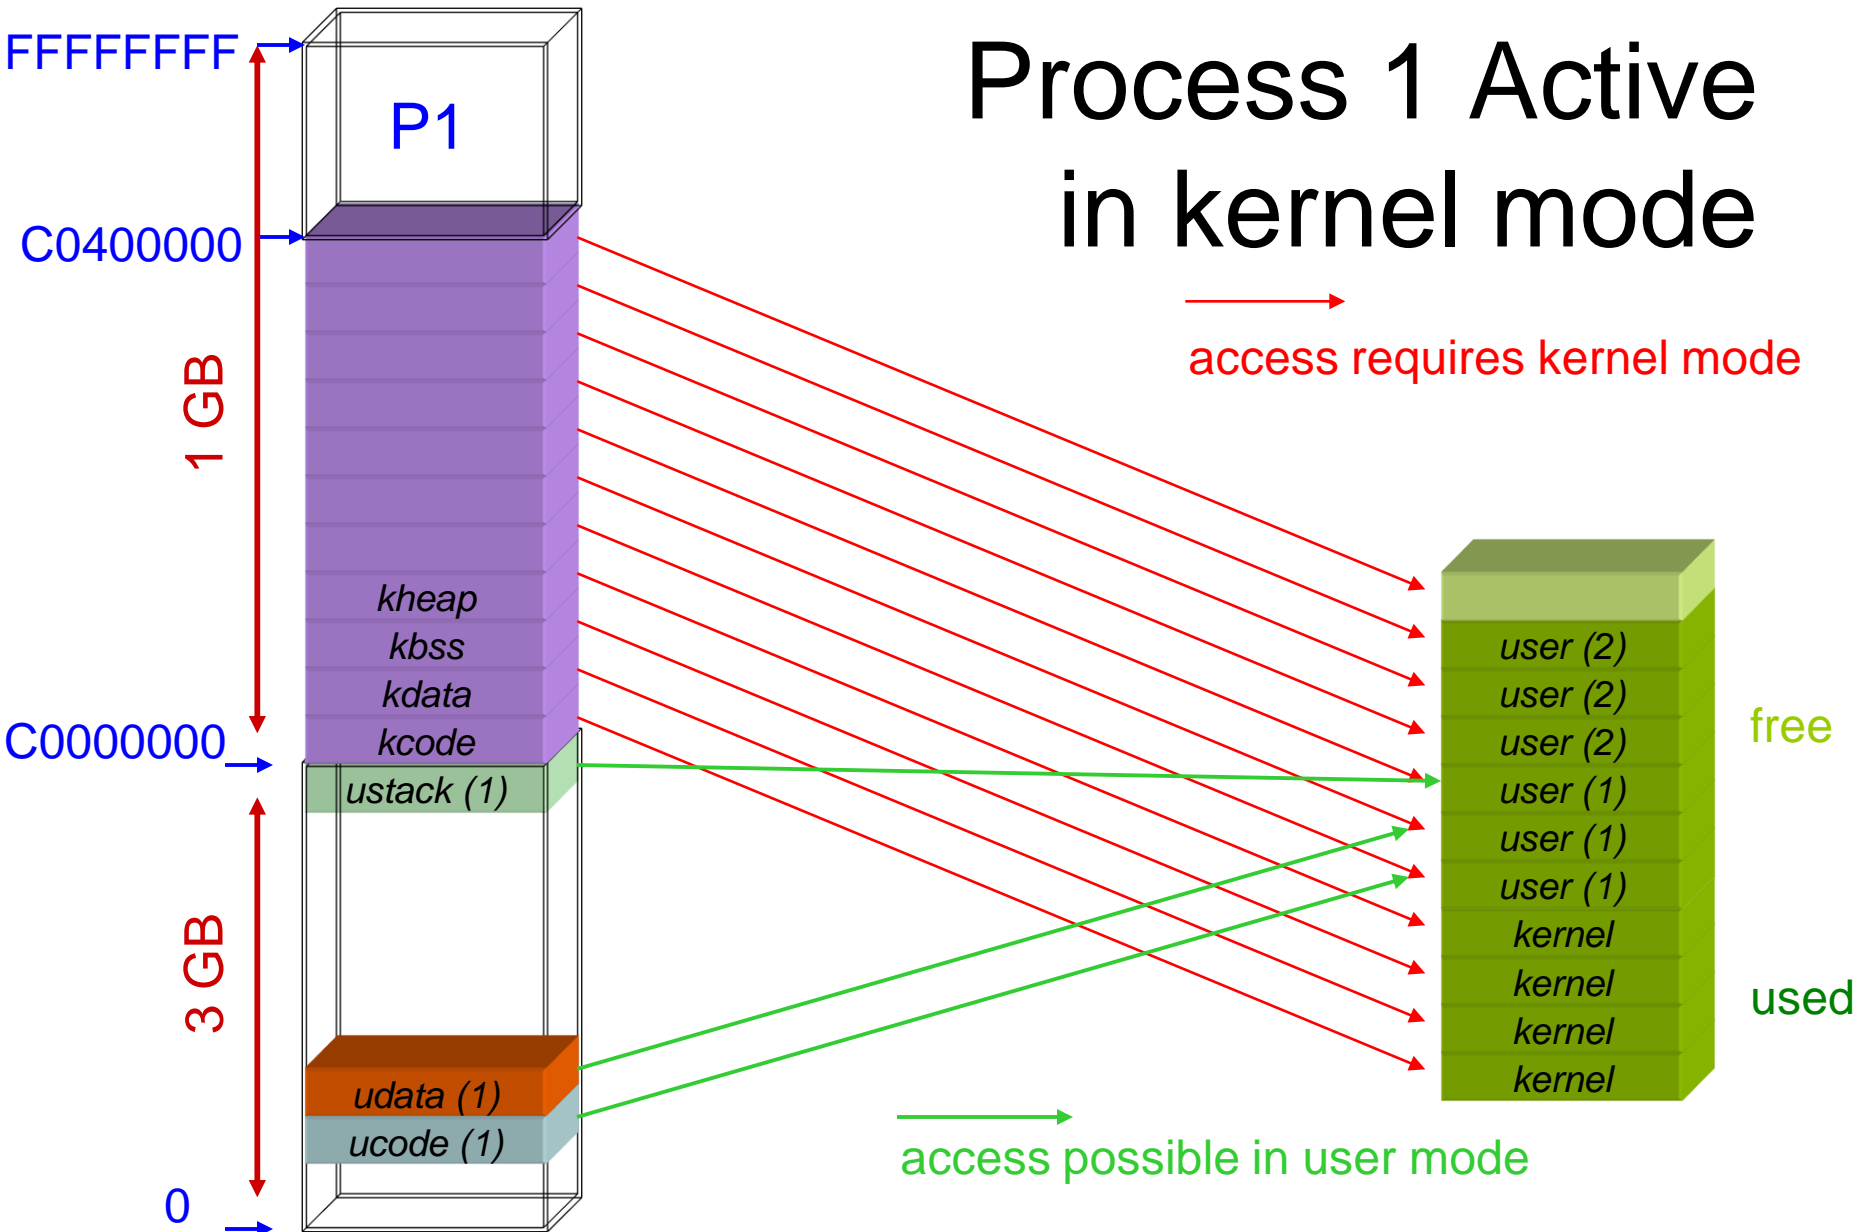 Process 1 Active
in kernel mode
FFFFFFFF
P1
C0400000
1 GB
access requires kernel mode
kheap
kbss
kdata
kcode
C0000000
ustack (1)
3 GB
udata (1)
ucode (1)
0
user (2)
user (2)
user (2)
user (1)
user (1)
user (1)
kernel
kernel
kernel
kernel
free
used
access possible in user mode